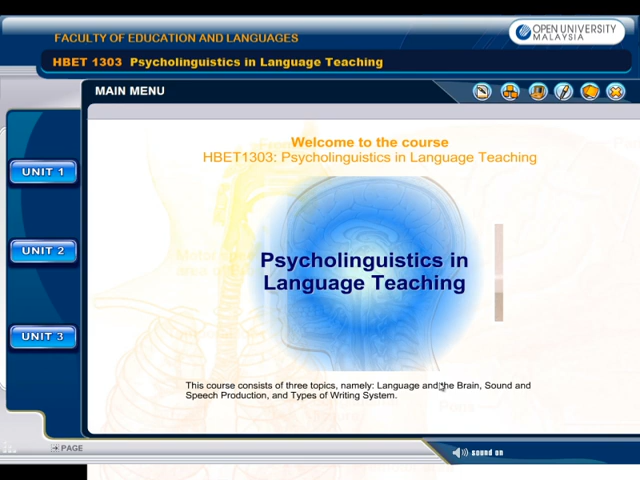 FACULTY OF EDUCATION AND LANGUAGES
OPEN UNIVERSITY
MALAYSIA
HBET 1303 Psycholinguistics in Language Teaching
MAIN MENU
Welcome to the course
HBET1303: Psycholinguistics in Language Teaching
UNIT 1
UNIT 2
UNIT 3
Psycholinguistics in
Language Teaching
This course consists of three topics, namely: Language and the Brain, Sound and
Speech Production, and Types of Writing System.
PAGE
sound on